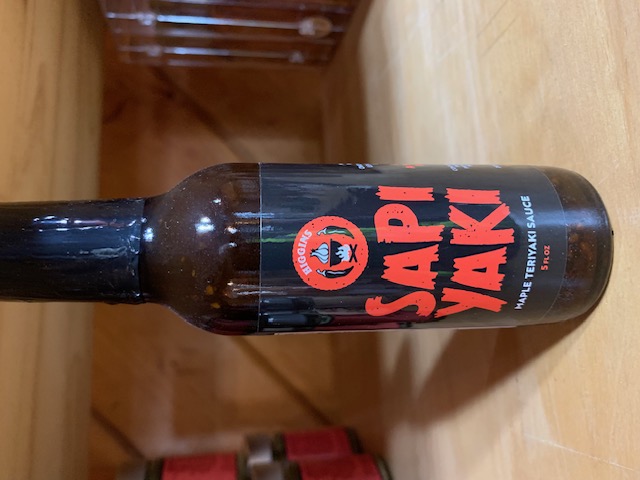 HIGGINS
SAPI
YAKI
MAPLE TERIYAKI SAUCE
5 FL OZ